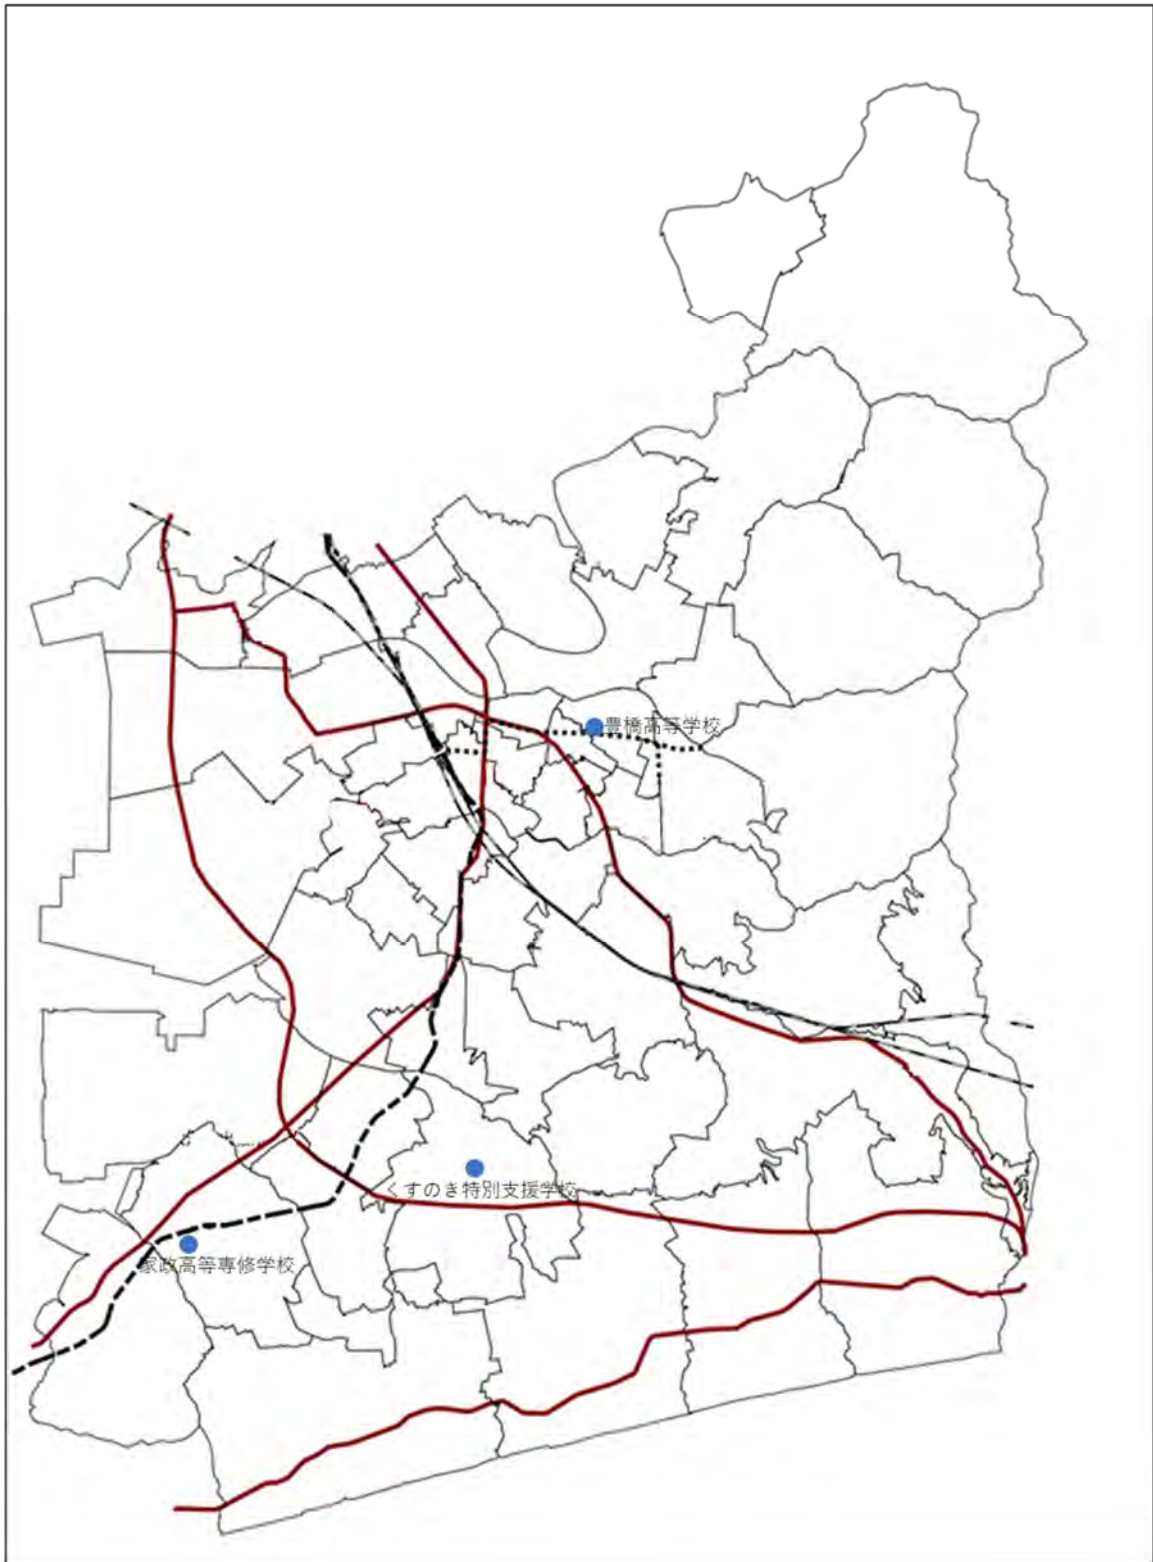 豊橋高等学校
くすのき特別支援学校
家政高等専修学校